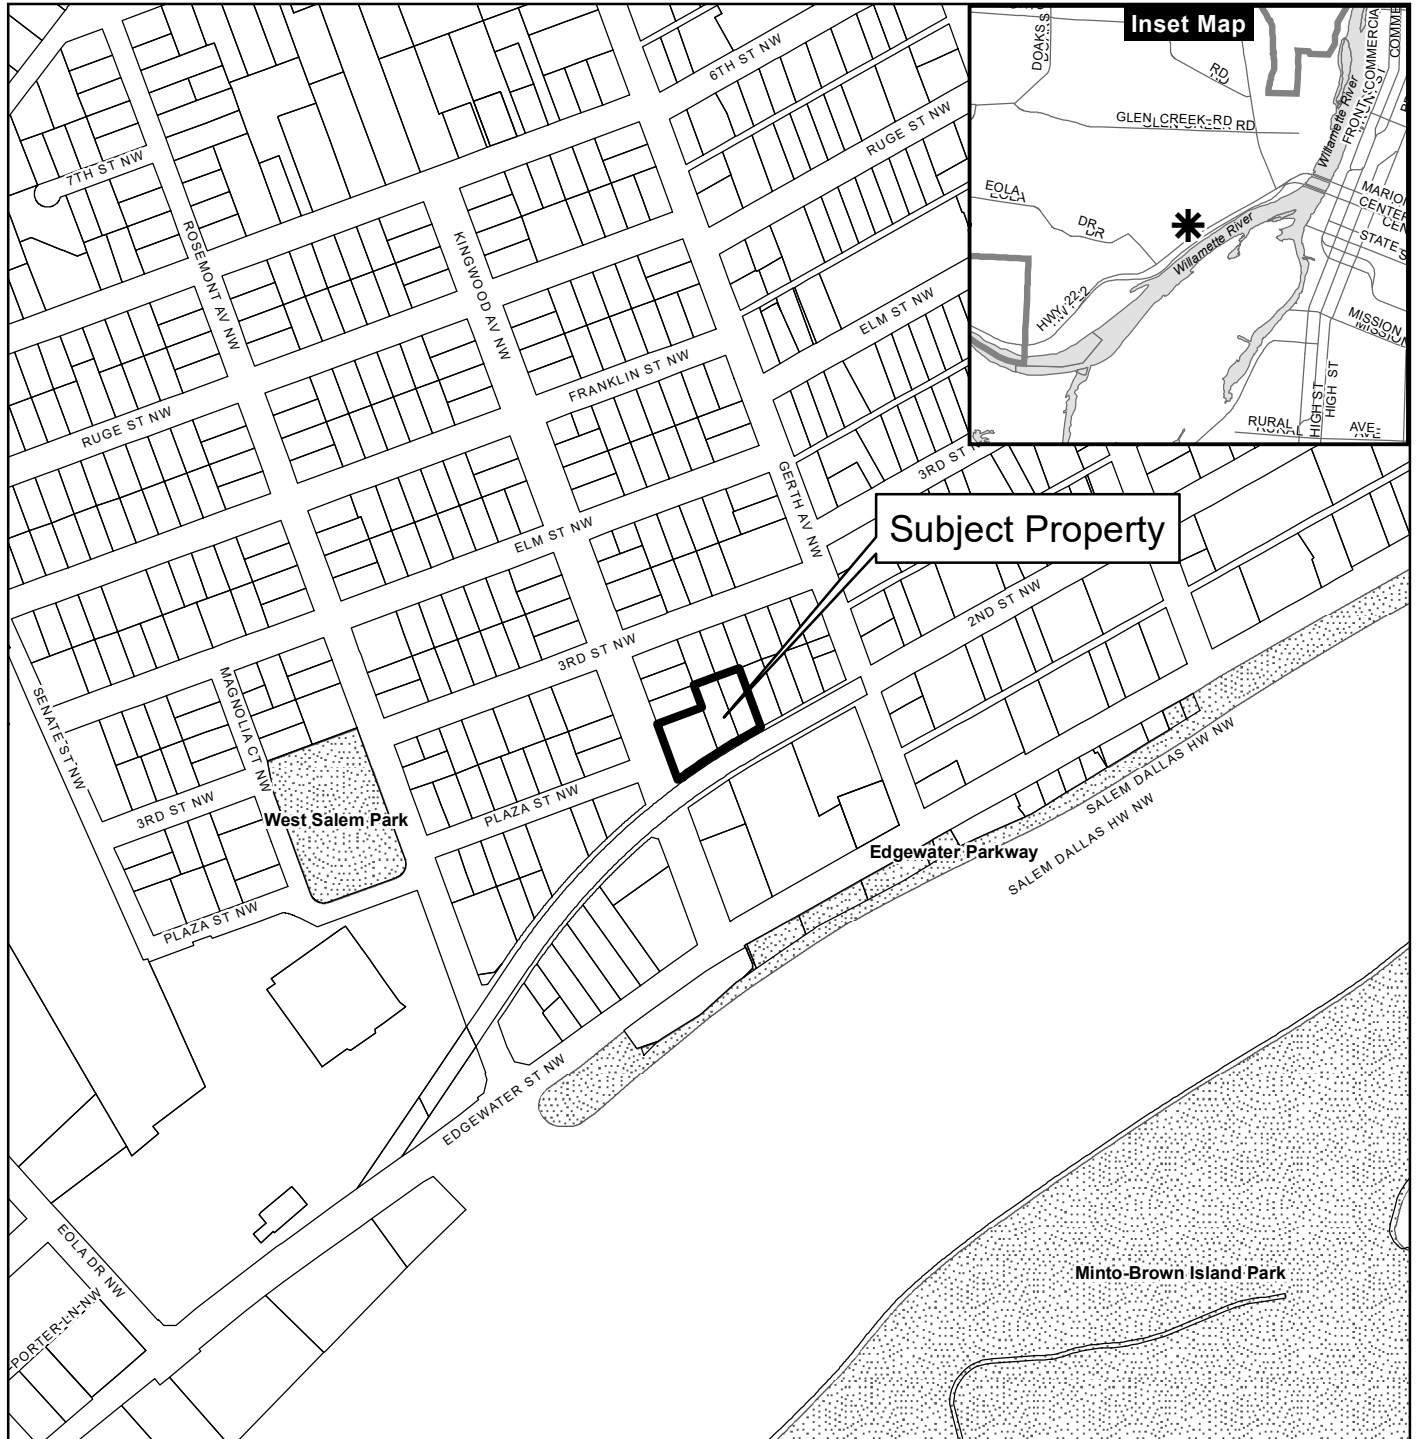 Inset Map
DOAKS
RD
GLEN CREEK RD
EOLA
DR
HWY 22
Willamette River
Willamette River
FRONT ST
COMMERCIAL
MARION
CENTER
STATE S
MISSION
HIGH ST
HIGH ST
RURAL
AVE
6TH ST NW
RUGE ST NW
7TH ST NW
ROSEMONT AV NW
KINGWOOD AV NW
ELM ST NW
FRANKLIN ST NW
RUGE ST NW
3RD ST N
GERTH AV NW
Subject Property
ELM ST NW
2ND ST NW
3RD ST NW
SENATE ST NW
MAGNOLIA CT NW
SALEM DALLAS HW NW
SALEM DALLAS HW NW
3RD ST NW
West Salem Park
PLAZA ST NW
Edgewater Parkway
PLAZA ST NW
EDGEWATER ST NW
EOLA DR NW
PORTER LN NW
Minto-Brown Island Park